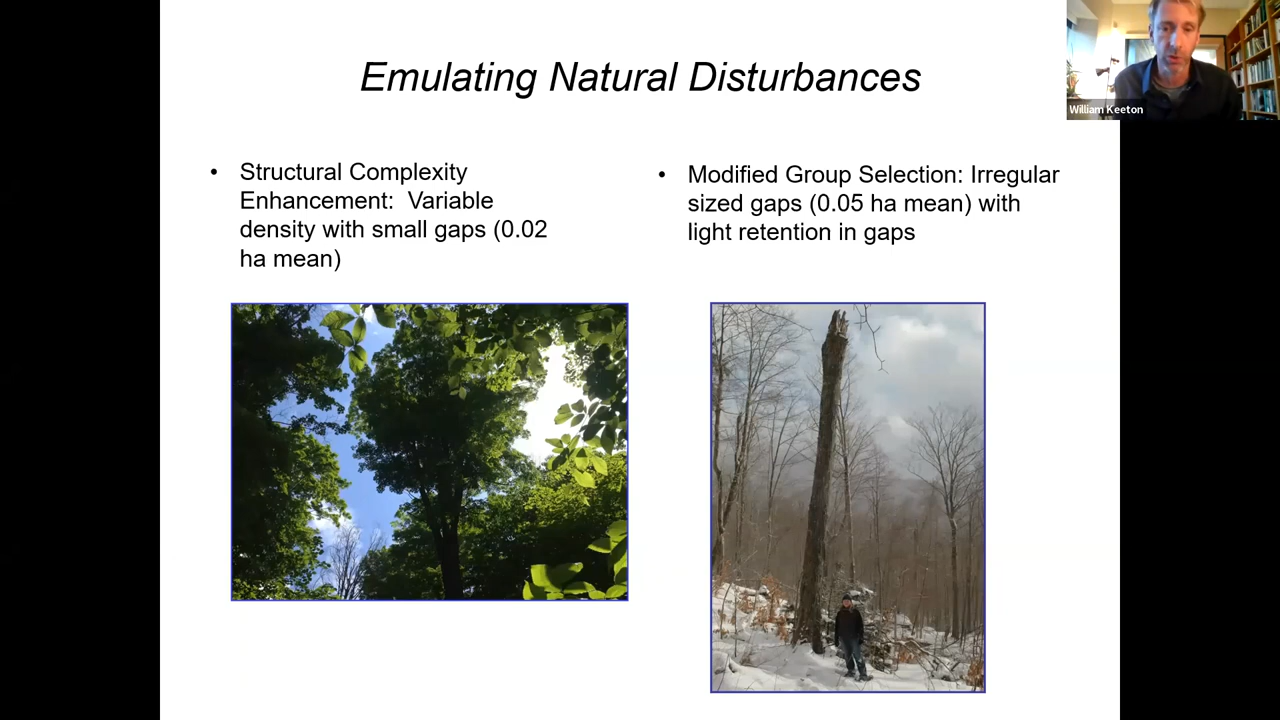 Emulating Natural Disturbances
• Structural Complexity
Enhancement:  Variable
density with small gaps (0.02
ha mean)
• Modified Group Selection: Irregular
sized gaps (0.05 ha mean) with
light retention in gaps
William Keeton